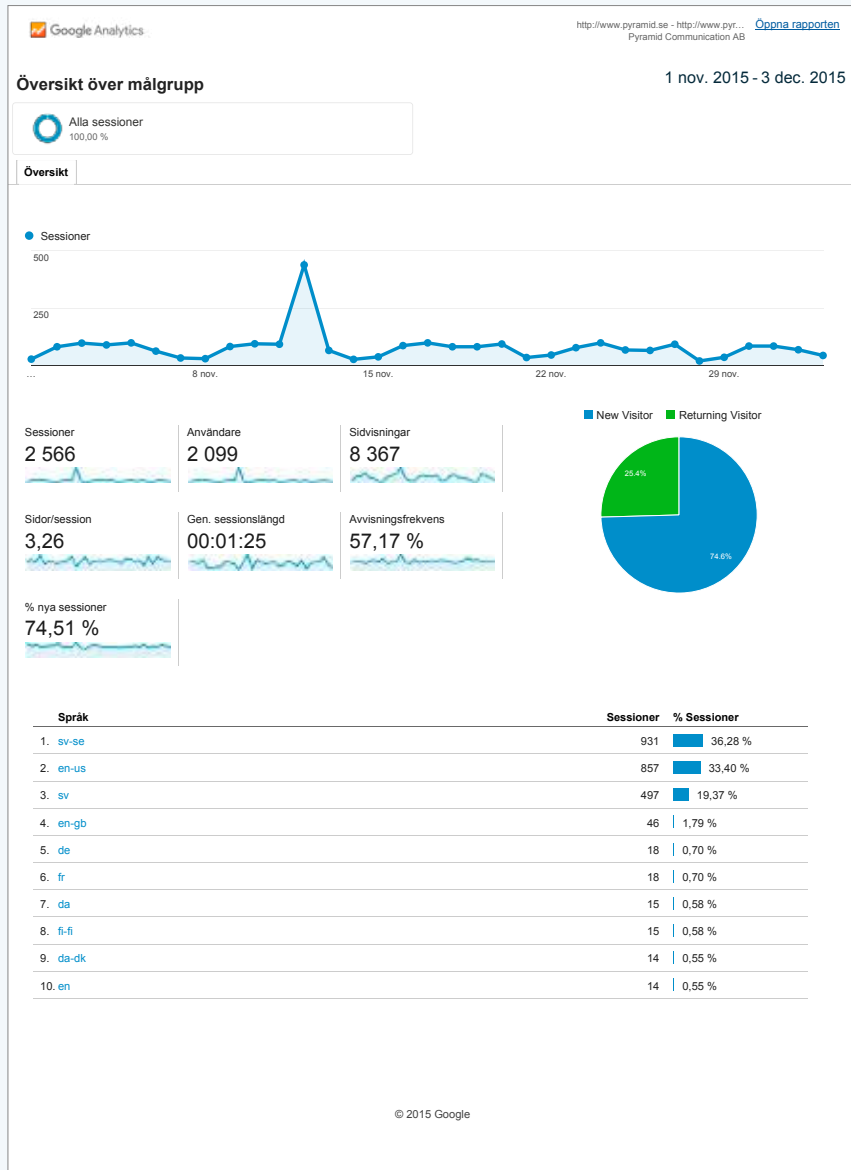 Google Analytics
http://www.pyramid.se - http://www.pyr... Öppna rapporten
Pyramid Communication AB
Översikt över målgrupp
1 nov. 2015 - 3 dec. 2015
Alla sessioner
100,00 %
Översikt
Sessioner
500
250
... 8 nov. 15 nov. 22 nov. 29 nov.
New Visitor Returning Visitor
25.4%
74.6%
Sessioner Användare Sidvisningar
2 566 2 099 8 367
Sidor/session Gen. sessionslängd Avvisningsfrekvens
3,26 00:01:25 57,17 %
% nya sessioner
74,51 %
Språk Sessioner % Sessioner
1. sv-se 931 36,28 %
2. en-us 857 33,40 %
3. sv 497 19,37 %
4. en-gb 46 1,79 %
5. de 18 0,70 %
6. fr 18 0,70 %
7. da 15 0,58 %
8. fi-fi 15 0,58 %
9. da-dk 14 0,55 %
10. en 14 0,55 %
© 2015 Google